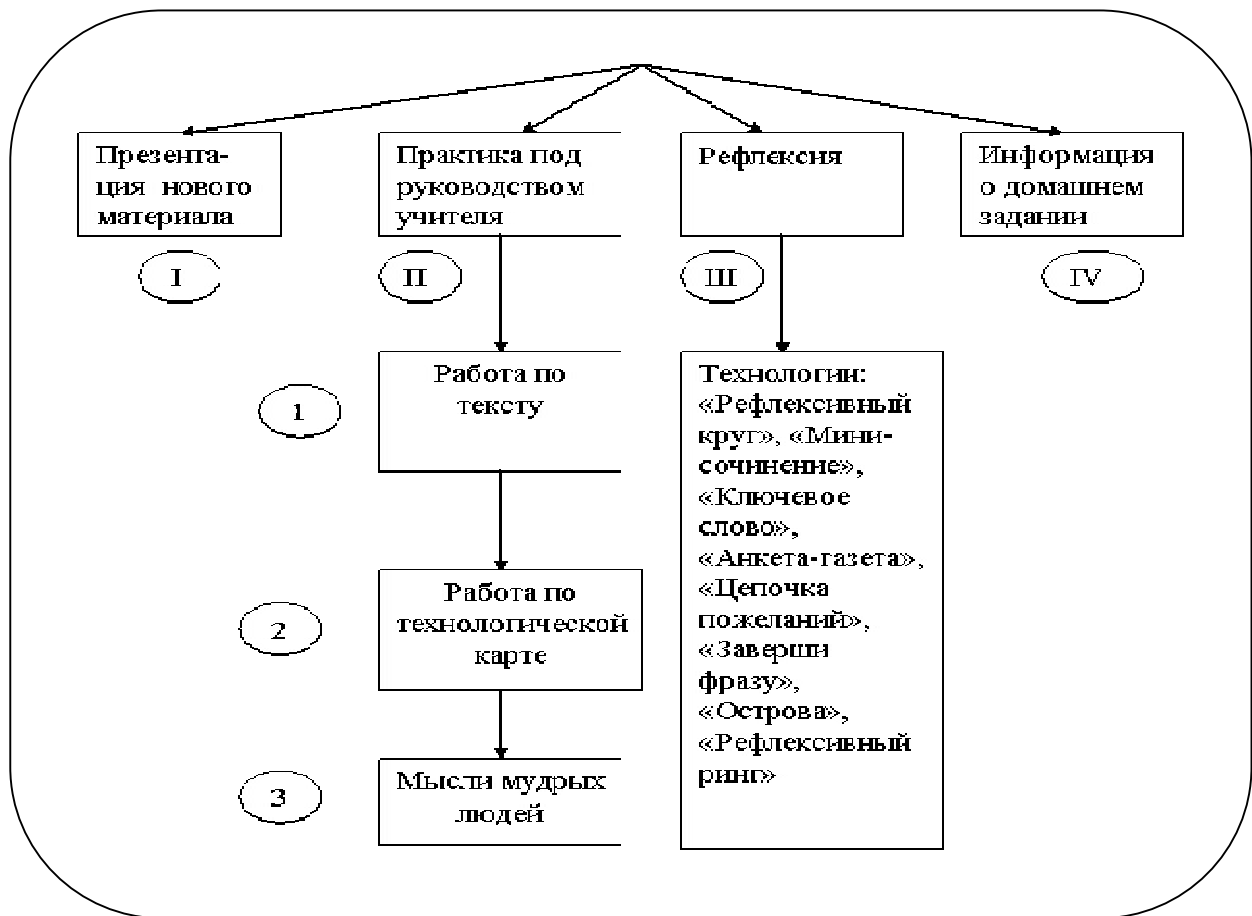 Презента-
ция нового
материала
Практика под
руководством
учителя
Рефлексия
Информация
о домашнем
задании
I
II
III
IV
1
Работа по
тексту
2
Работа по
технологической
карте
3
Мысли мудрых
людей
Технологии:
«Рефлексивный
круг», «Мини-
сочинение»,
«Ключевое
слово»,
«Анкета-газета»,
«Цепочка
пожеланий»,
«Заверши
фразу»,
«Острова»,
«Рефлексивный
ринг»